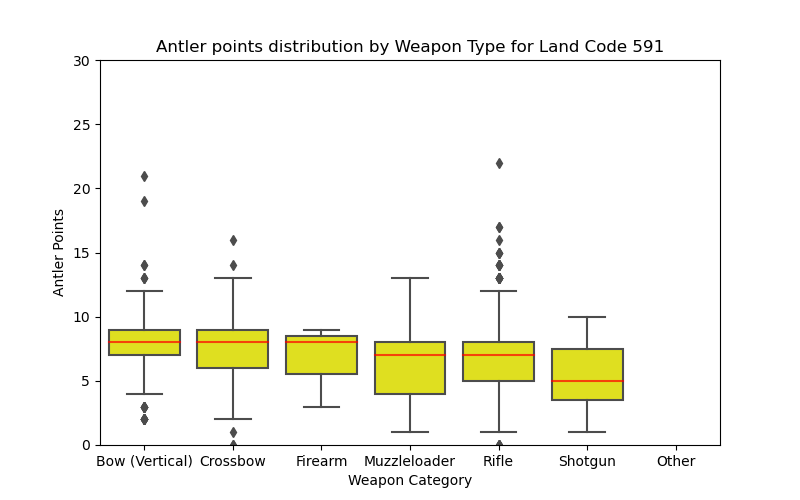 Antler points distribution by Weapon Type for Land Code 591
30
25
20
15
10
5
0
Antler Points
Bow (Vertical) Crossbow Firearm Muzzleloader Rifle Shotgun Other
Weapon Category